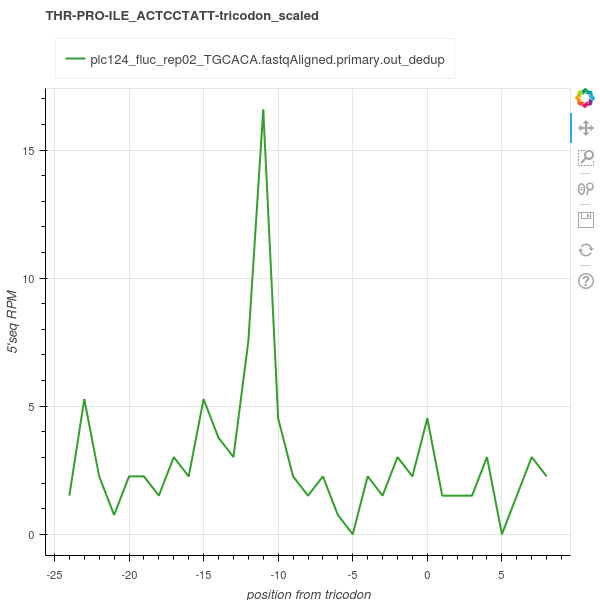 THR-PRO-ILE_ACTCCTATT-tricodon_scaled
plc124_fluc_rep02_TGCACA.fastqAligned.primary.out_dedup
15
10
5
0
5'seq RPM
-25 -20 -15 -10 -5 0 5
position from tricodon